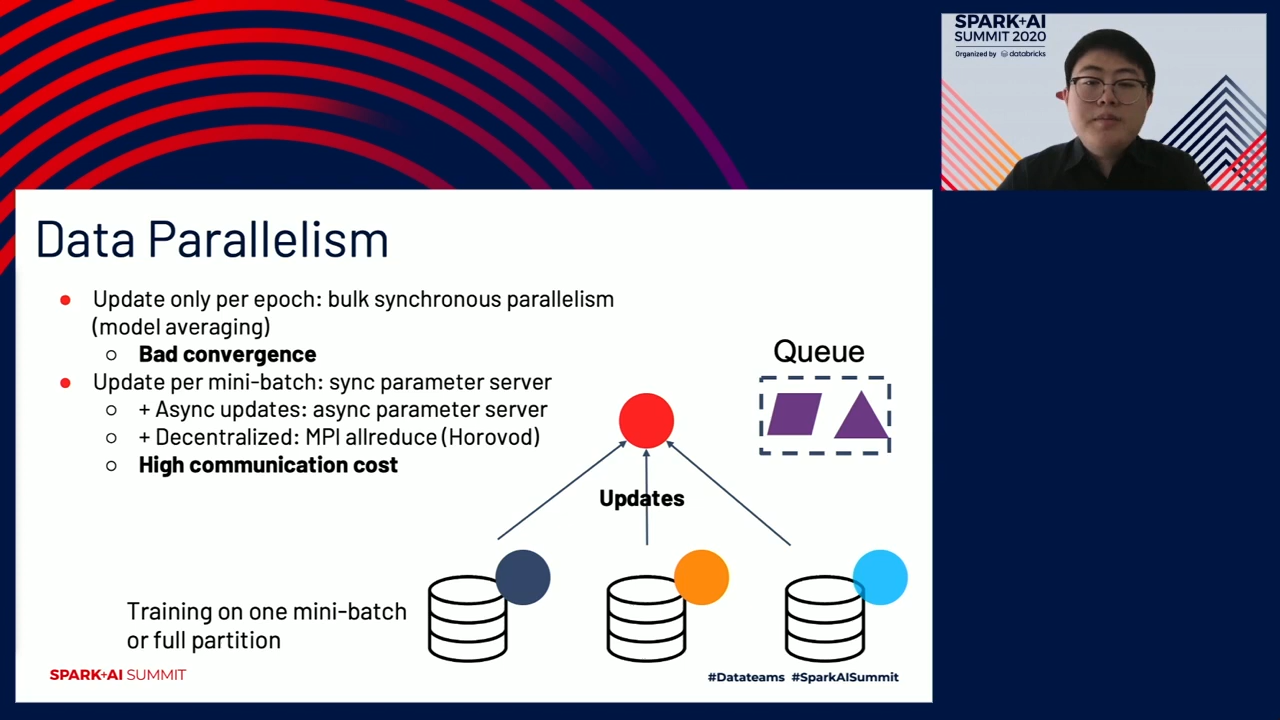 SPARK+AI
SUMMIT 2020
Organized by databricks
Data Parallelism
● Update only per epoch: bulk synchronous parallelism
(model averaging)
○ Bad convergence
● Update per mini-batch: sync parameter server
○ + Async updates: async parameter server
○ + Decentralized: MPI allreduce (Horovod)
○ High communication cost
Queue
Updates
Training on one mini-batch
or full partition
SPARK+AI SUMMIT
#Datateams #SparkAISummit